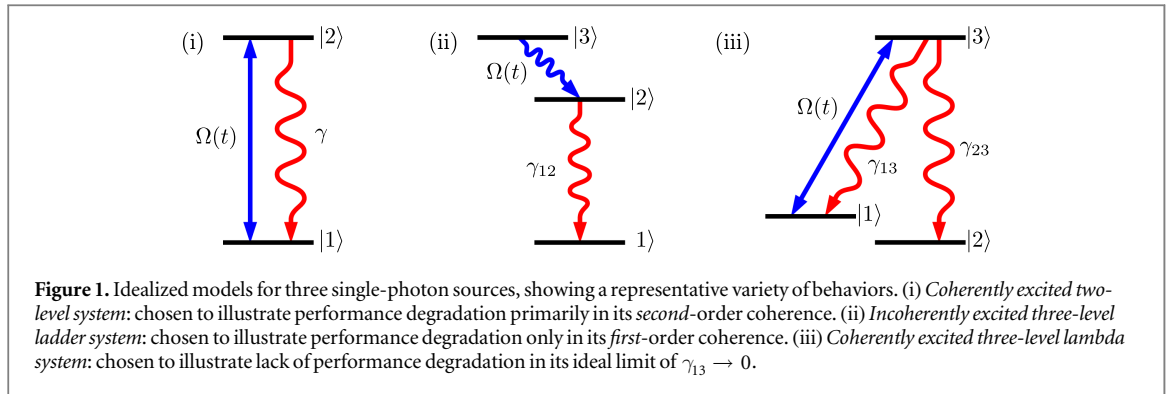 (i) |2⟩ (ii) |3⟩ (iii) |3⟩
Ω(t) |2⟩ Ω(t)
Ω(t) γ γ₁₂ γ₁₃ γ₂₃
|1⟩
|1⟩ 1⟩ |2⟩
Figure 1. Idealized models for three single-photon sources, showing a representative variety of behaviors. (i) Coherently excited two-
level system: chosen to illustrate performance degradation primarily in its second-order coherence. (ii) Incoherently excited three-level
ladder system: chosen to illustrate performance degradation only in its first-order coherence. (iii) Coherently excited three-level lambda
system: chosen to illustrate lack of performance degradation in its ideal limit of γ₁₃ → 0.